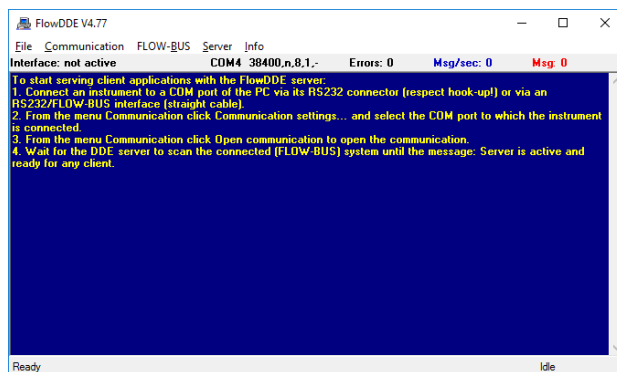 FlowDDE V4.77
File Communication FLOW-BUS Server Info
Interface: not active COM4 38400,n,8,1,- Errors: 0 Msg/sec: 0 Msg: 0
To start serving client applications with the FlowDDE server:
1. Connect an instrument to a COM port of the PC via its RS232 connector (respect hook-up!) or via an
RS232/FLOW-BUS interface (straight cable).
2. From the menu Communication click Communication settings... and select the COM port to which the instrument
is connected.
3. From the menu Communication click Open communication to open the communication.
4. Wait for the DDE server to scan the connected (FLOW-BUS) system until the message: Server is active and
ready for any client.
Ready Idle